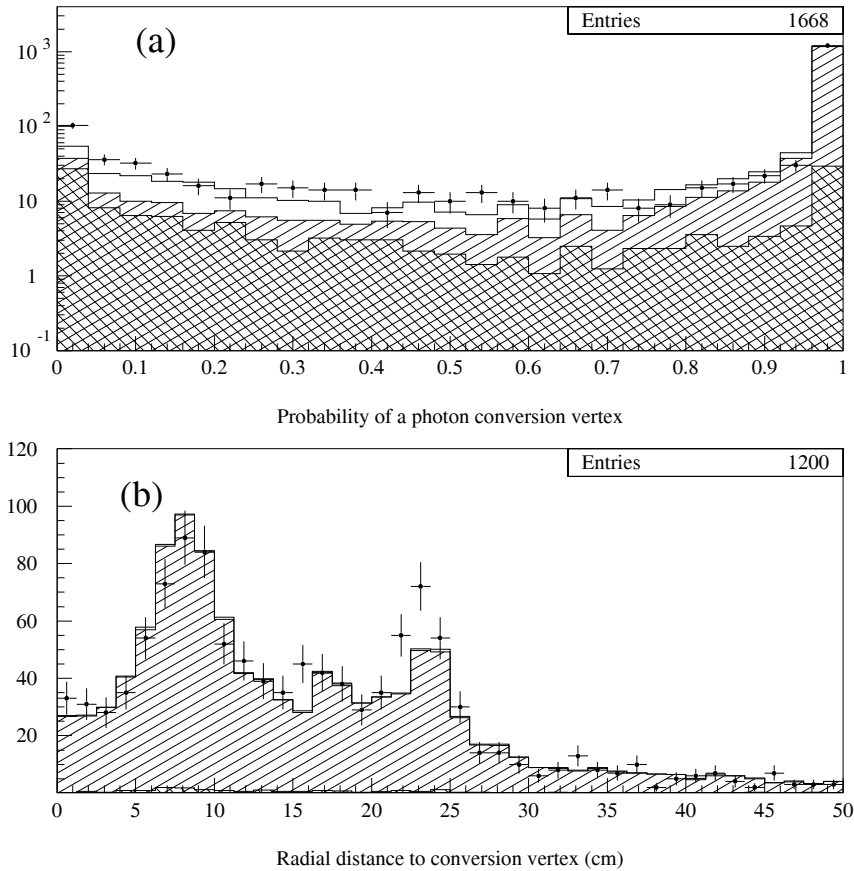 (a)
Entries 1668
10 3
10 2
10
1
10 -1
0 0.1 0.2 0.3 0.4 0.5 0.6 0.7 0.8 0.9 1
Probability of a photon conversion vertex
(b)
Entries 1200
120
100
80
60
40
20
0 5 10 15 20 25 30 35 40 45 50
Radial distance to conversion vertex (cm)